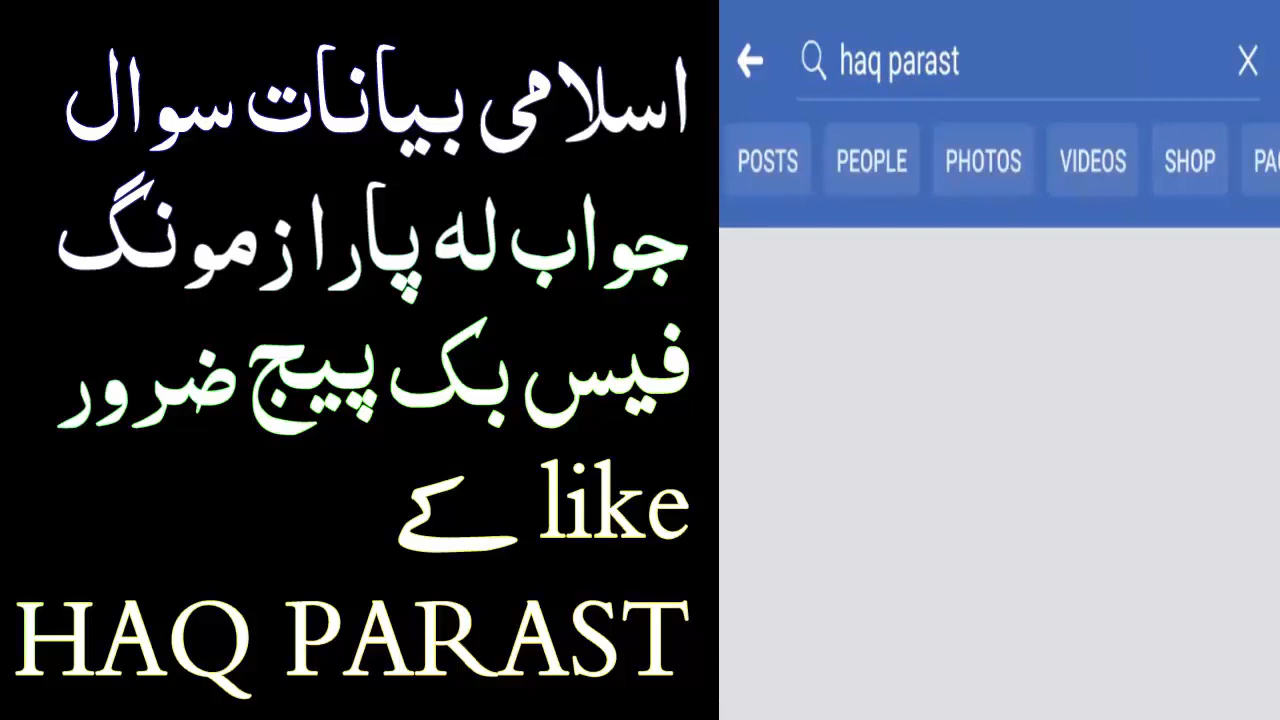 اسلامی بیانات سوال
جواب له پارا زمونگ
فیس بک پیج ضرور
like کے
HAQ PARAST
haq parast
POSTS PEOPLE PHOTOS VIDEOS SHOP